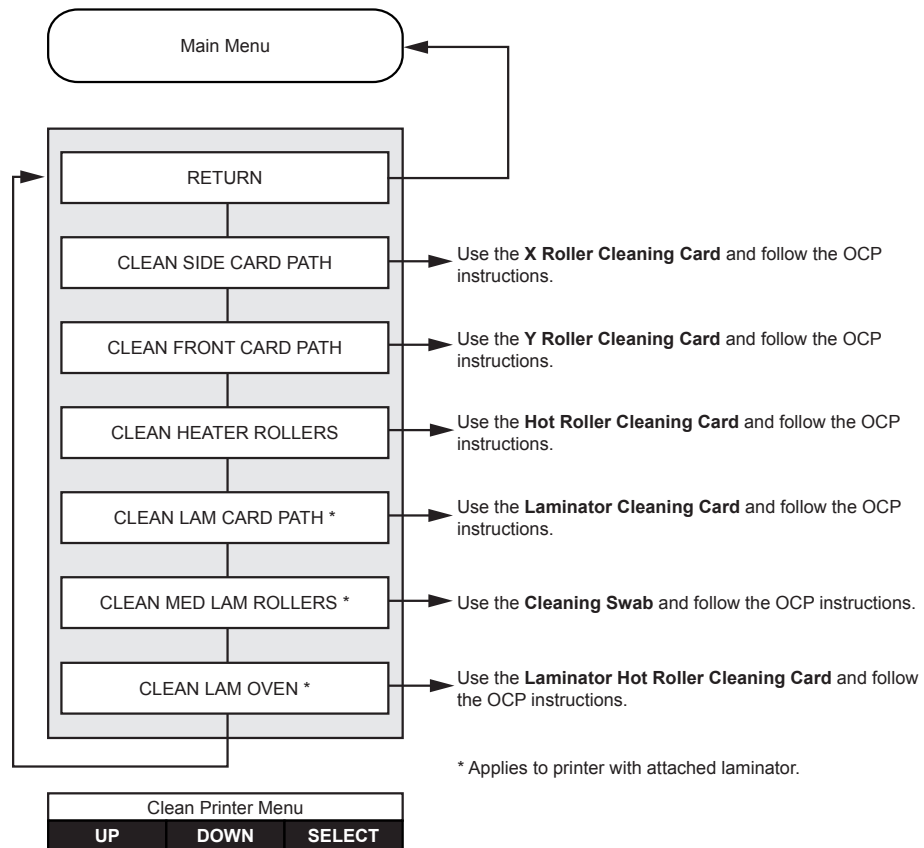 Main Menu
RETURN
CLEAN SIDE CARD PATH
Use the X Roller Cleaning Card and follow the OCP
instructions.
CLEAN FRONT CARD PATH
Use the Y Roller Cleaning Card and follow the OCP
instructions.
CLEAN HEATER ROLLERS
Use the Hot Roller Cleaning Card and follow the OCP
instructions.
CLEAN LAM CARD PATH *
Use the Laminator Cleaning Card and follow the OCP
instructions.
CLEAN MED LAM ROLLERS *
Use the Cleaning Swab and follow the OCP instructions.
CLEAN LAM OVEN *
Use the Laminator Hot Roller Cleaning Card and follow
the OCP instructions.
* Applies to printer with attached laminator.
Clean Printer Menu
UP DOWN SELECT